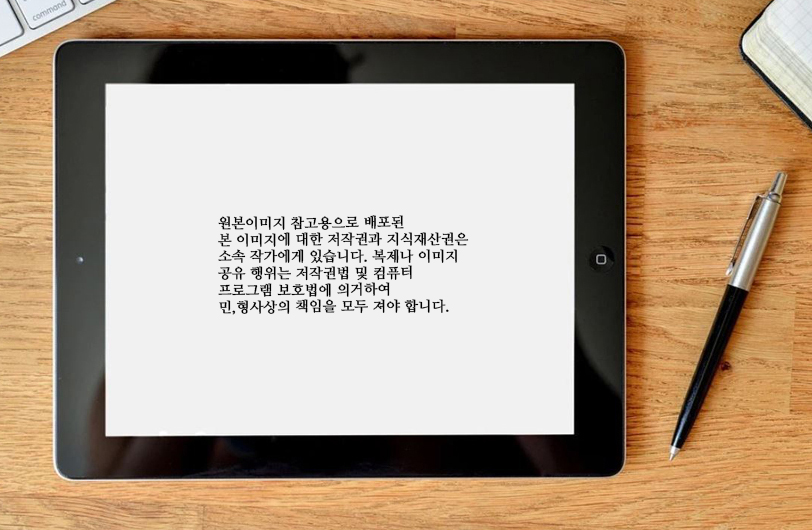 command
원본이미지 참고용으로 배포된
본 이미지에 대한 저작권과 지식재산권은
소속 작가에게 있습니다. 복제나 이미지
공유 행위는 저작권법 및 컴퓨터
프로그램 보호법에 의거하여
민,형사상의 책임을 모두 져야 합니다.